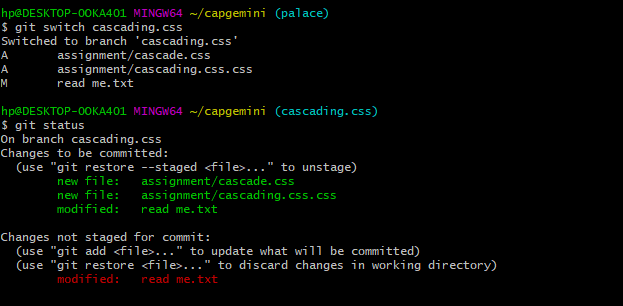 hp@DESKTOP-OOKA4O1 MINGW64 ~/capgemini (palace)
$ git switch cascading.css
Switched to branch 'cascading.css'
A       assignment/cascade.css
A       assignment/cascading.css.css
M       read me.txt
hp@DESKTOP-OOKA4O1 MINGW64 ~/capgemini (cascading.css)
$ git status
On branch cascading.css
Changes to be committed:
  (use "git restore --staged <file>..." to unstage)
        new file:   assignment/cascade.css
        new file:   assignment/cascading.css.css
        modified:   read me.txt
Changes not staged for commit:
  (use "git add <file>..." to update what will be committed)
  (use "git restore <file>..." to discard changes in working directory)
        modified:   read me.txt